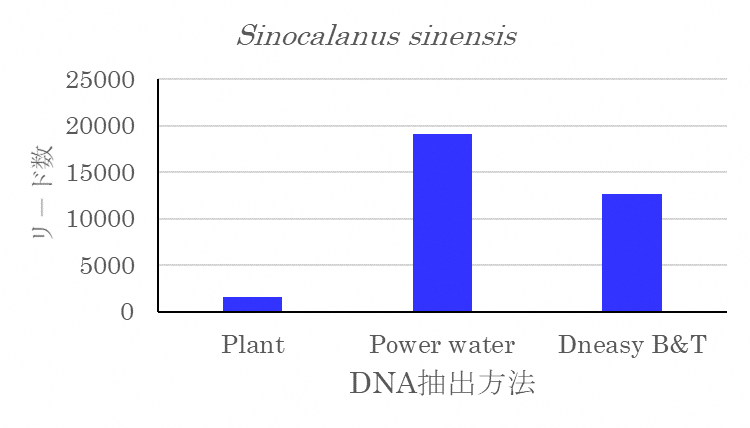 Sinocalanus sinensis
25000
20000
15000
10000
5000
0
リード数
Plant
Power water
Dneasy B&T
DNA抽出方法